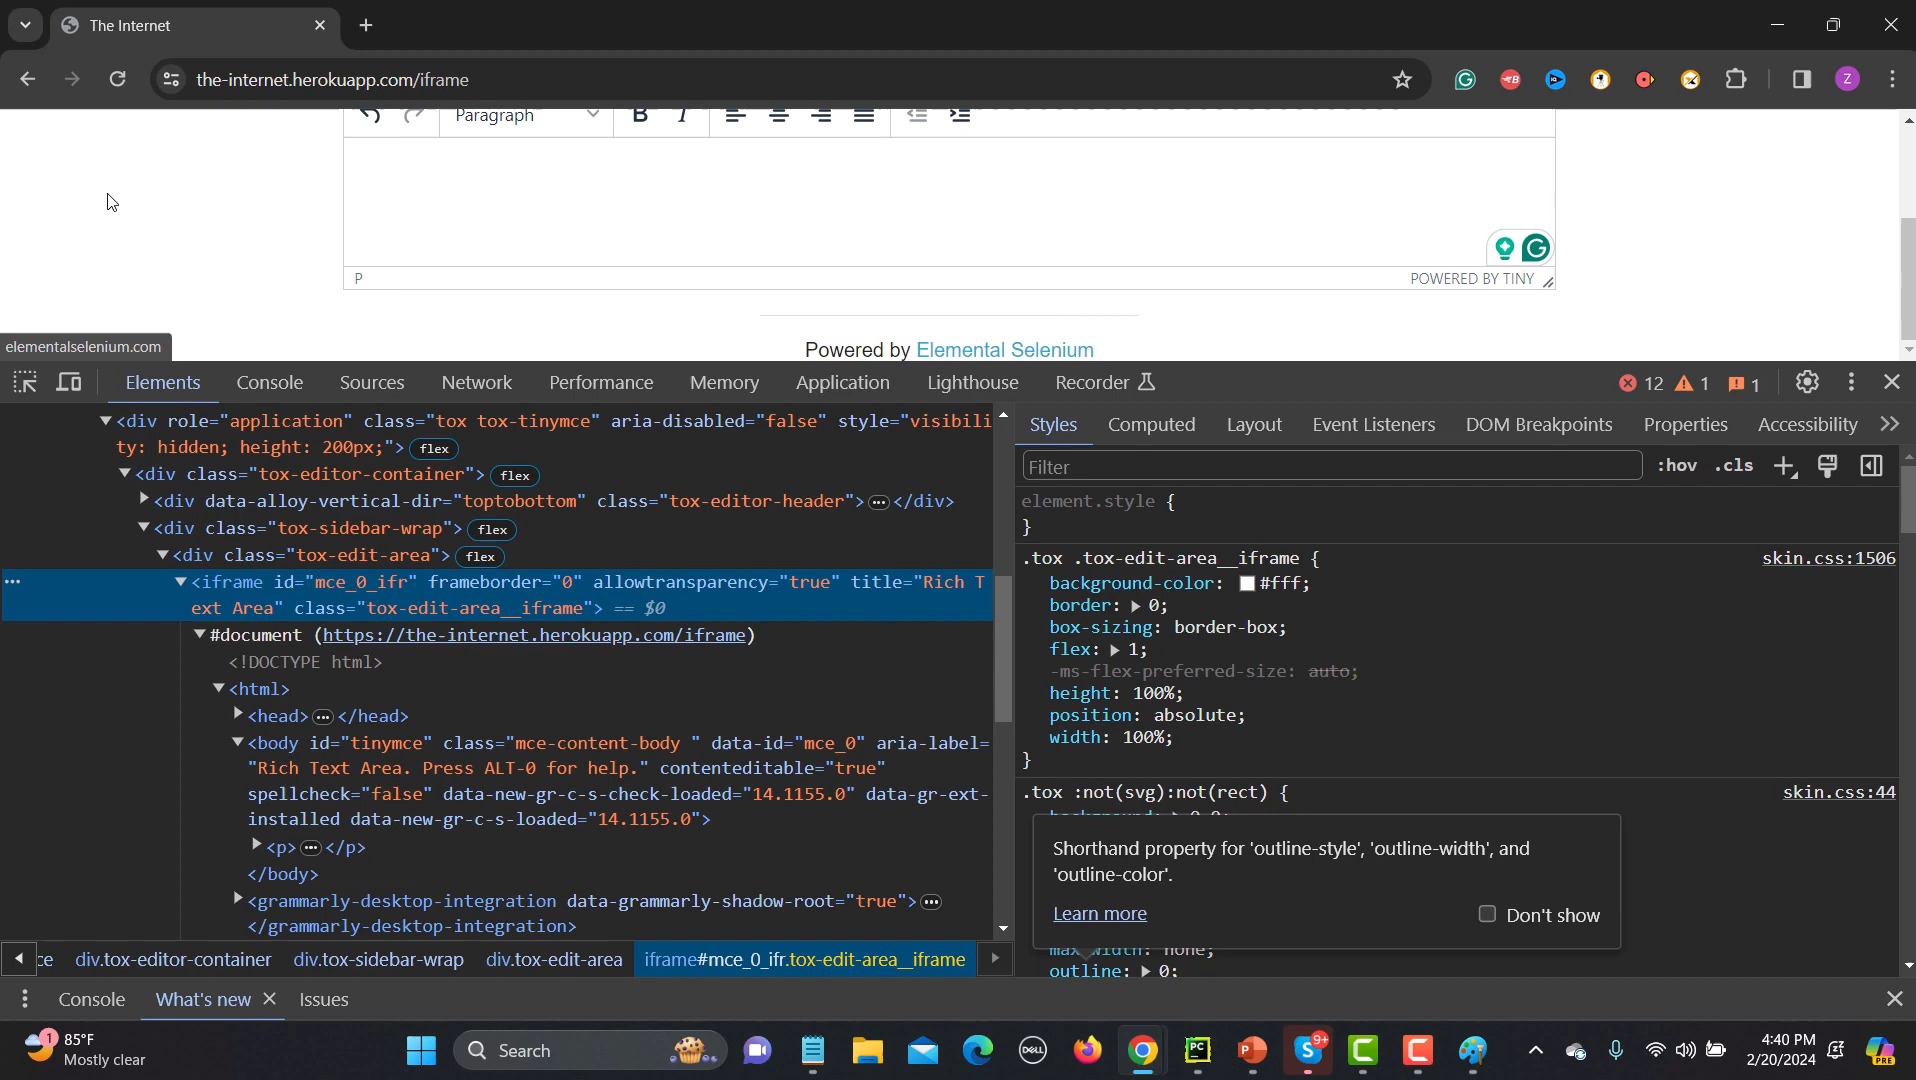 The Internet
the-internet.herokuapp.com/iframe
Z
Paragraph B I
P POWERED BY TINY
Powered by Elemental Selenium
elementalselenium.com
Elements Console Sources Network Performance Memory Application Lighthouse Recorder 12 1 1
<div role="application" class="tox tox-tinymce" aria-disabled="false" style="visibili
ty: hidden; height: 200px;"> flex
<div class="tox-editor-container"> flex
<div data-alloy-vertical-dir="toptobottom" class="tox-editor-header"> … </div>
<div class="tox-sidebar-wrap"> flex
<div class="tox-edit-area"> flex
<iframe id="mce_0_ifr" frameborder="0" allowtransparency="true" title="Rich T
ext Area" class="tox-edit-area__iframe"> == $0
#document (https://the-internet.herokuapp.com/iframe)
<!DOCTYPE html>
<html>
<head> … </head>
<body id="tinymce" class="mce-content-body " data-id="mce_0" aria-label=
"Rich Text Area. Press ALT-0 for help." contenteditable="true"
spellcheck="false" data-new-gr-c-s-check-loaded="14.1155.0" data-gr-ext-
installed data-new-gr-c-s-loaded="14.1155.0">
<p> … </p>
</body>
<grammarly-desktop-integration data-grammarly-shadow-root="true"> …
</grammarly-desktop-integration>
ce div.tox-editor-container div.tox-sidebar-wrap div.tox-edit-area iframe#mce_0_ifr.tox-edit-area__iframe
Styles Computed Layout Event Listeners DOM Breakpoints Properties Accessibility
Filter :hov .cls
element.style {
}
.tox .tox-edit-area__iframe { skin.css:1506
background-color: #fff;
border: 0;
box-sizing: border-box;
flex: 1;
-ms-flex-preferred-size: auto;
height: 100%;
position: absolute;
width: 100%;
}
.tox :not(svg):not(rect) { skin.css:44
Shorthand property for 'outline-style', 'outline-width', and
'outline-color'.
Learn more Don't show
max-width: none;
outline: 0;
Console What's new Issues
1 85°F
Mostly clear
Search
DELL
PC
9+
4:40 PM
2/20/2024
PRE